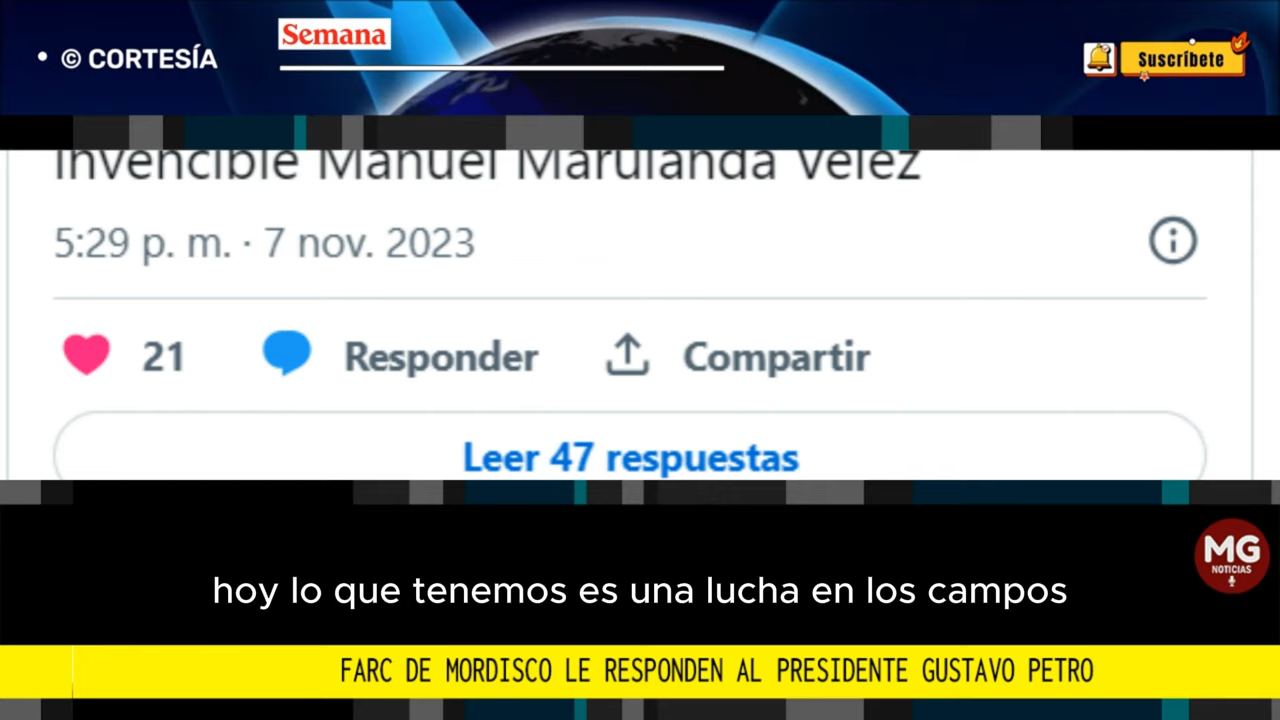 • © CORTESÍA
Semana
Suscríbete
Invencible Manuel Marulanda Vélez
5:29 p. m. · 7 nov. 2023
21 Responder Compartir
Leer 47 respuestas
MG
NOTICIAS
hoy lo que tenemos es una lucha en los campos
FARC DE MORDISCO LE RESPONDEN AL PRESIDENTE GUSTAVO PETRO